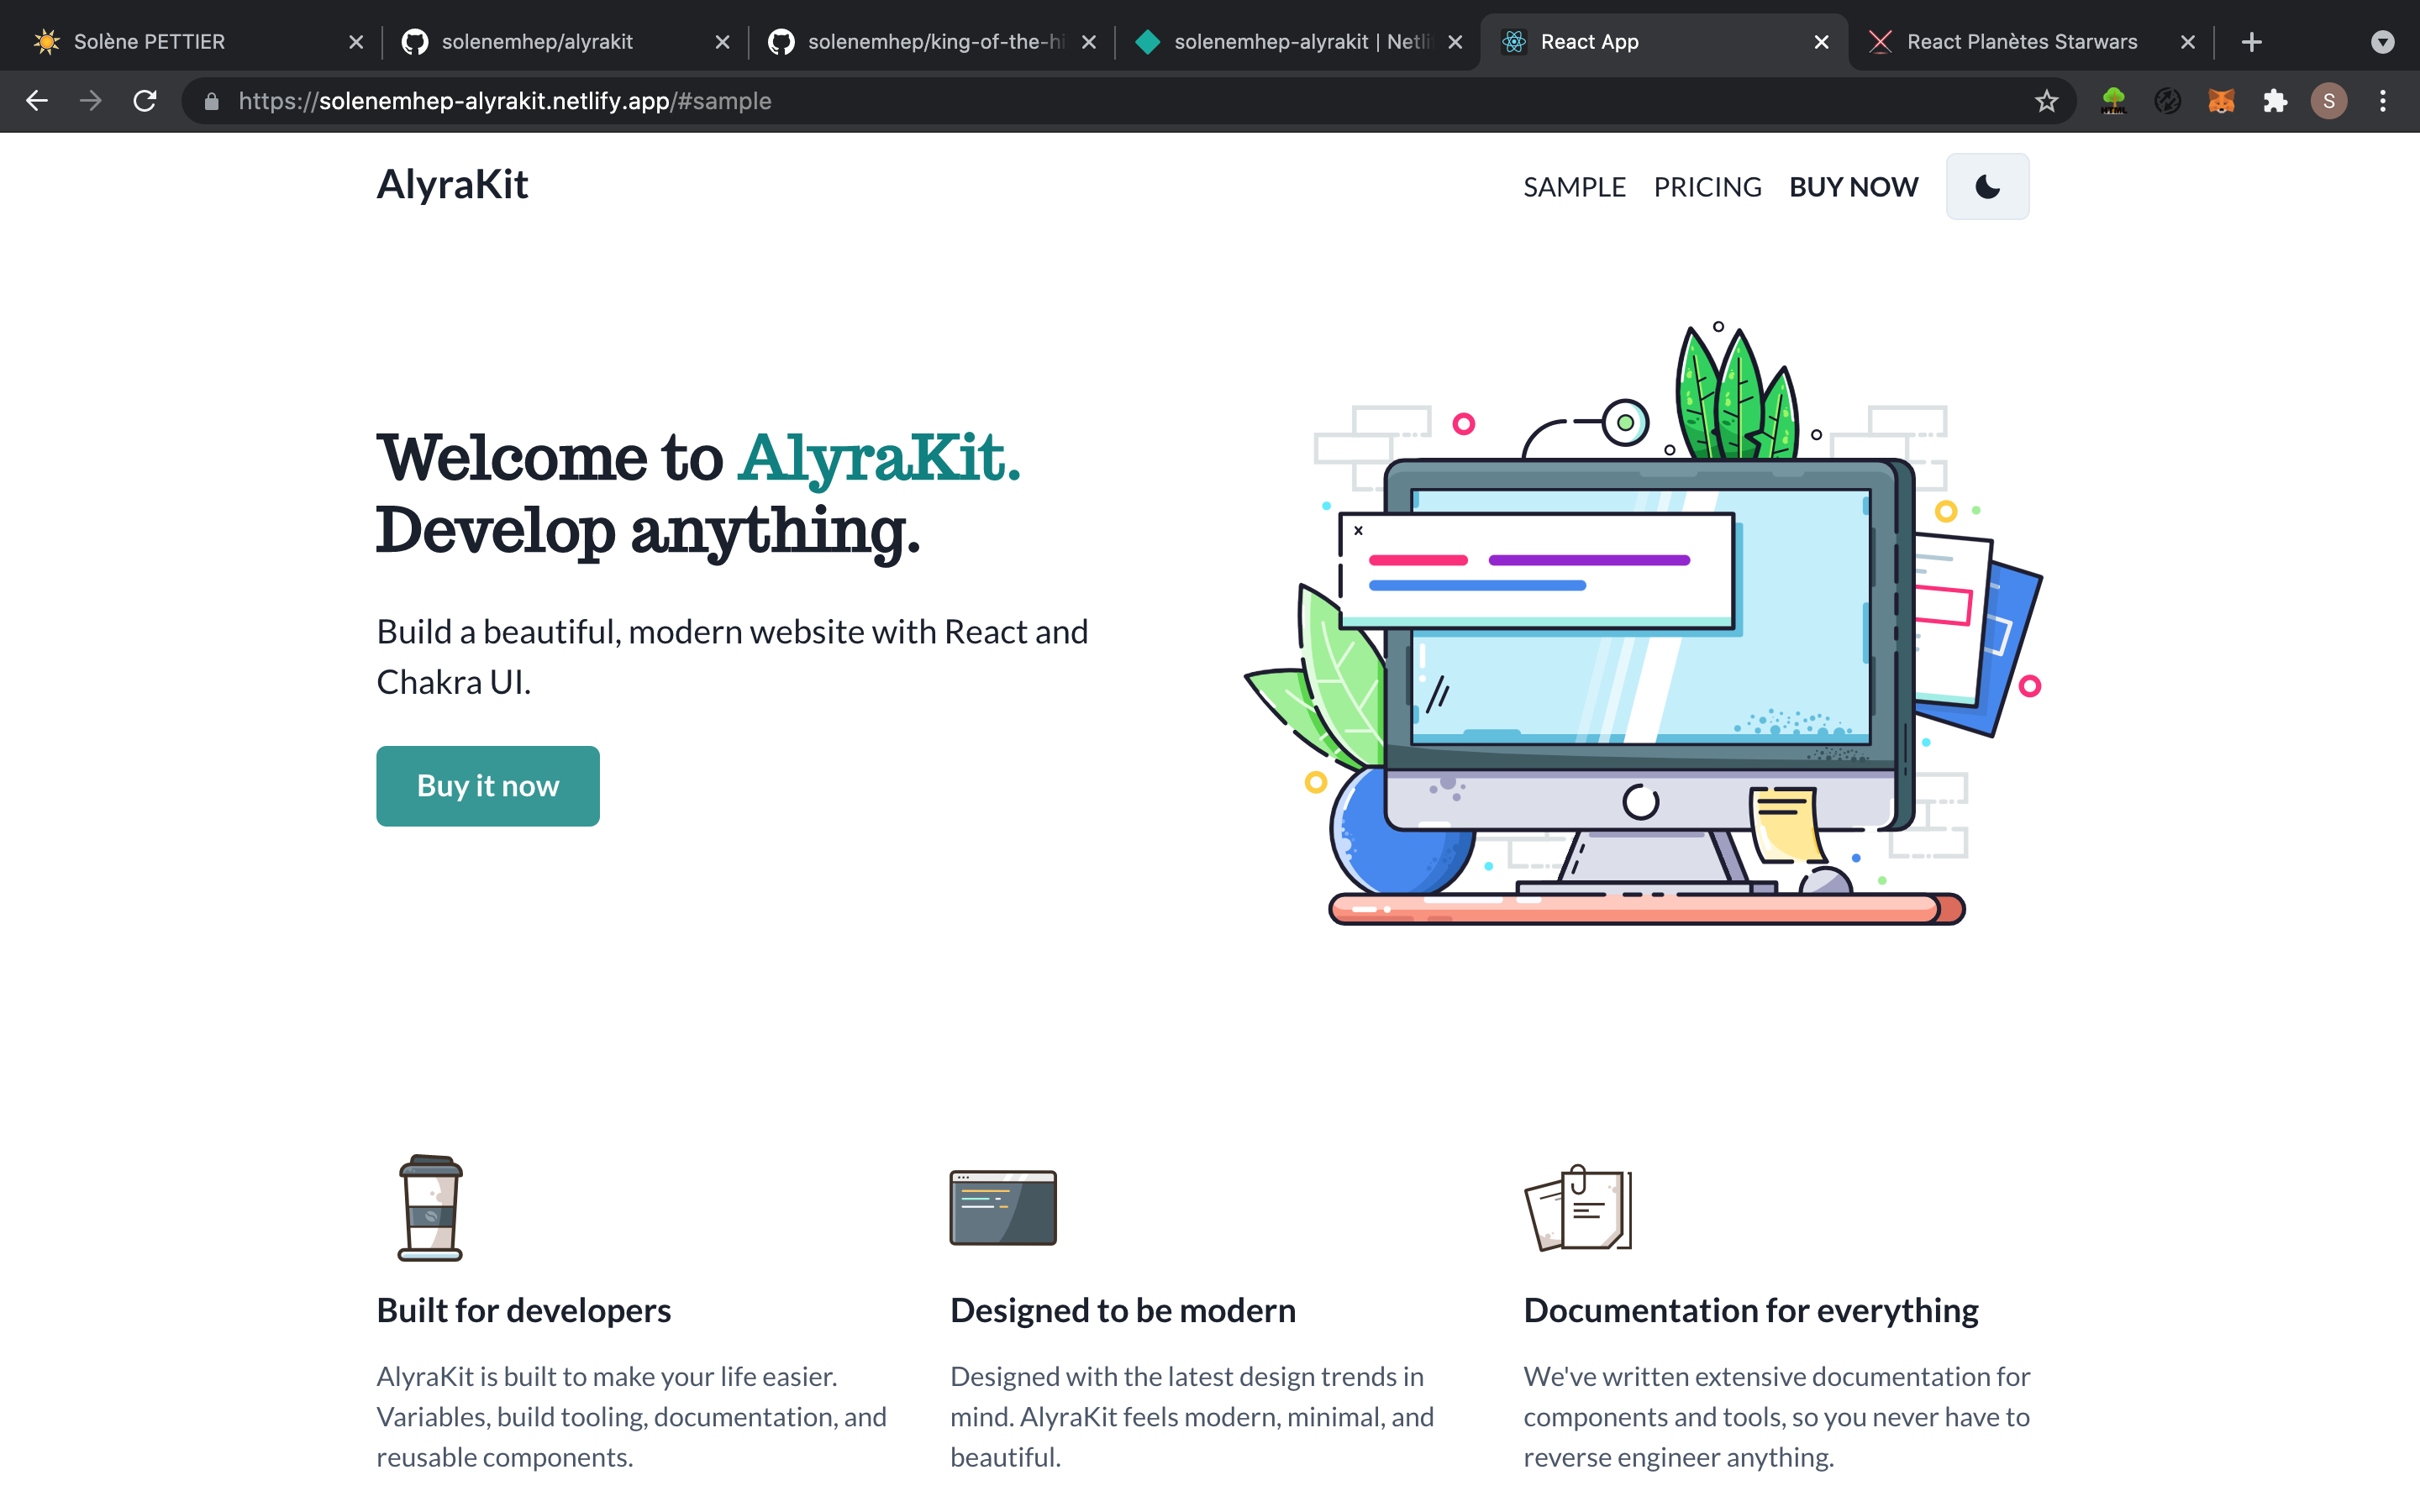 Solène PETTIER
solenemhep/alyrakit
solenemhep/king-of-the-hi
solenemhep-alyrakit | Netli
React App
React Planètes Starwars
https://solenemhep-alyrakit.netlify.app/#sample
HTML
S
AlyraKit
SAMPLE
PRICING
BUY NOW
Welcome to AlyraKit.
Develop anything.
Build a beautiful, modern website with React and
Chakra UI.
Buy it now
Built for developers
AlyraKit is built to make your life easier.
Variables, build tooling, documentation, and
reusable components.
Designed to be modern
Designed with the latest design trends in
mind. AlyraKit feels modern, minimal, and
beautiful.
Documentation for everything
We've written extensive documentation for
components and tools, so you never have to
reverse engineer anything.